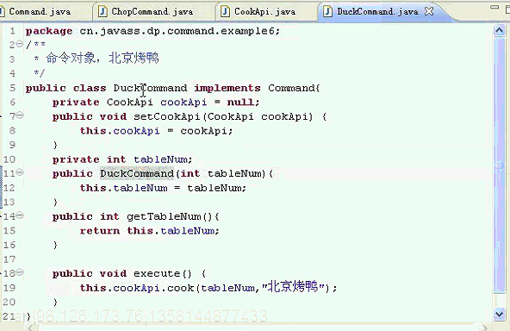 Command.java ChopCommand.java CookApi.java DuckCommand.java
1 package cn.javass.dp.command.example6;
2 /**
3 * 命令对象，北京烤鸭
4 */
5 public class DuckCommand implements Command{
6 private CookApi cookApi = null;
7 public void setCookApi(CookApi cookApi) {
8 this.cookApi = cookApi;
9 }
10 private int tableNum;
11 public DuckCommand(int tableNum){
12 this.tableNum = tableNum;
13 }
14 public int getTableNum(){
15 return this.tableNum;
16 }
17
18 public void execute() {
19 this.cookApi.cook(tableNum,"北京烤鸭");
20 }
21 }
98.126.173.76,1358144877433